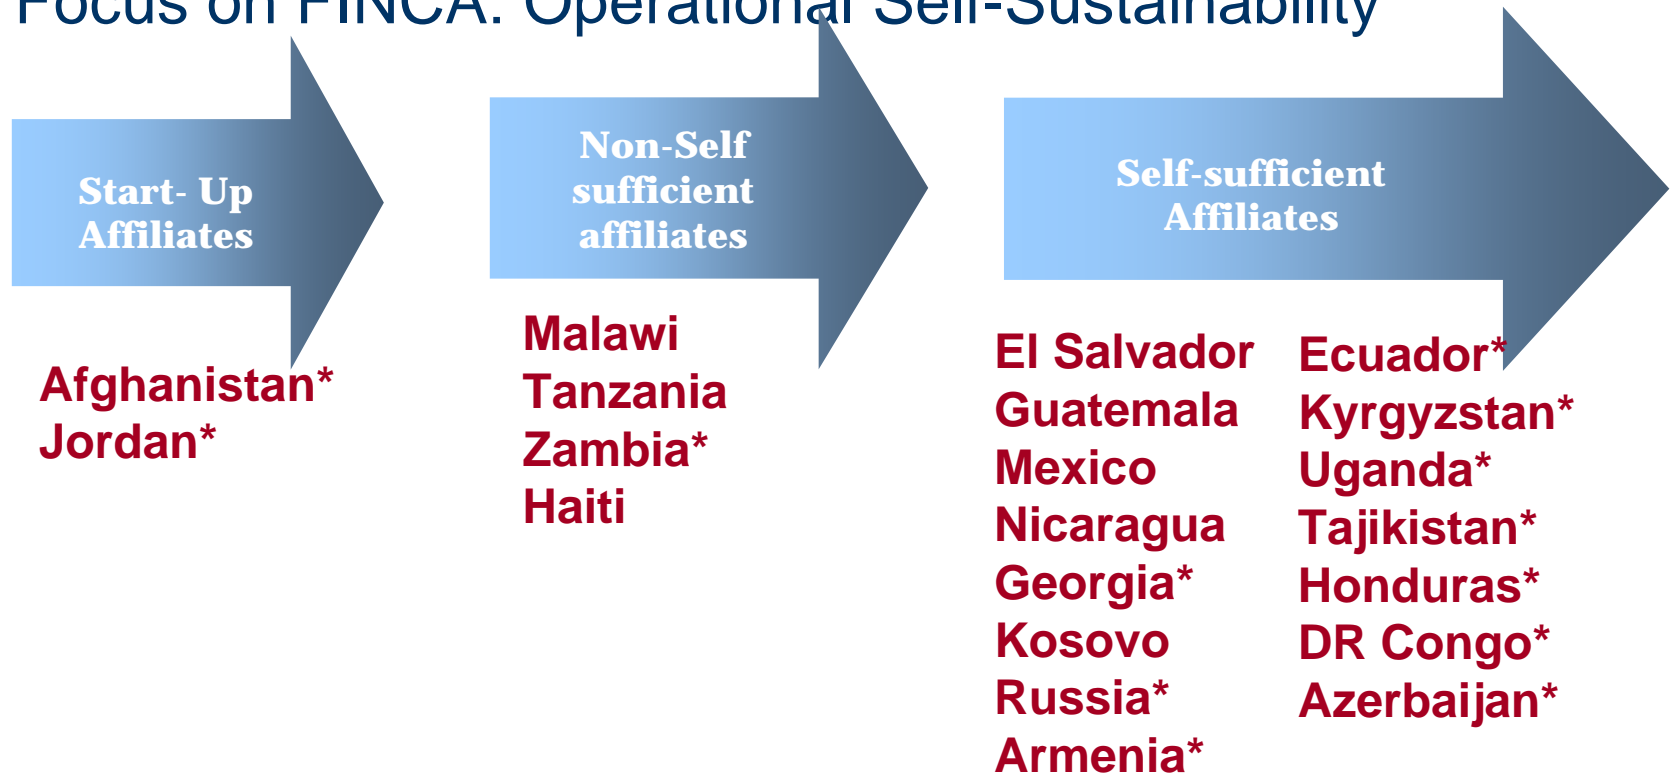 Focus on FINCA: Operational Self-Sustainability
Start- Up
Affiliates
Afghanistan*
Jordan*
Non-Self
sufficient
affiliates
Malawi
Tanzania
Zambia*
Haiti
Self-sufficient
Affiliates
El Salvador
Guatemala
Mexico
Nicaragua
Georgia*
Kosovo
Russia*
Armenia*
Ecuador*
Kyrgyzstan*
Uganda*
Tajikistan*
Honduras*
DR Congo*
Azerbaijan*